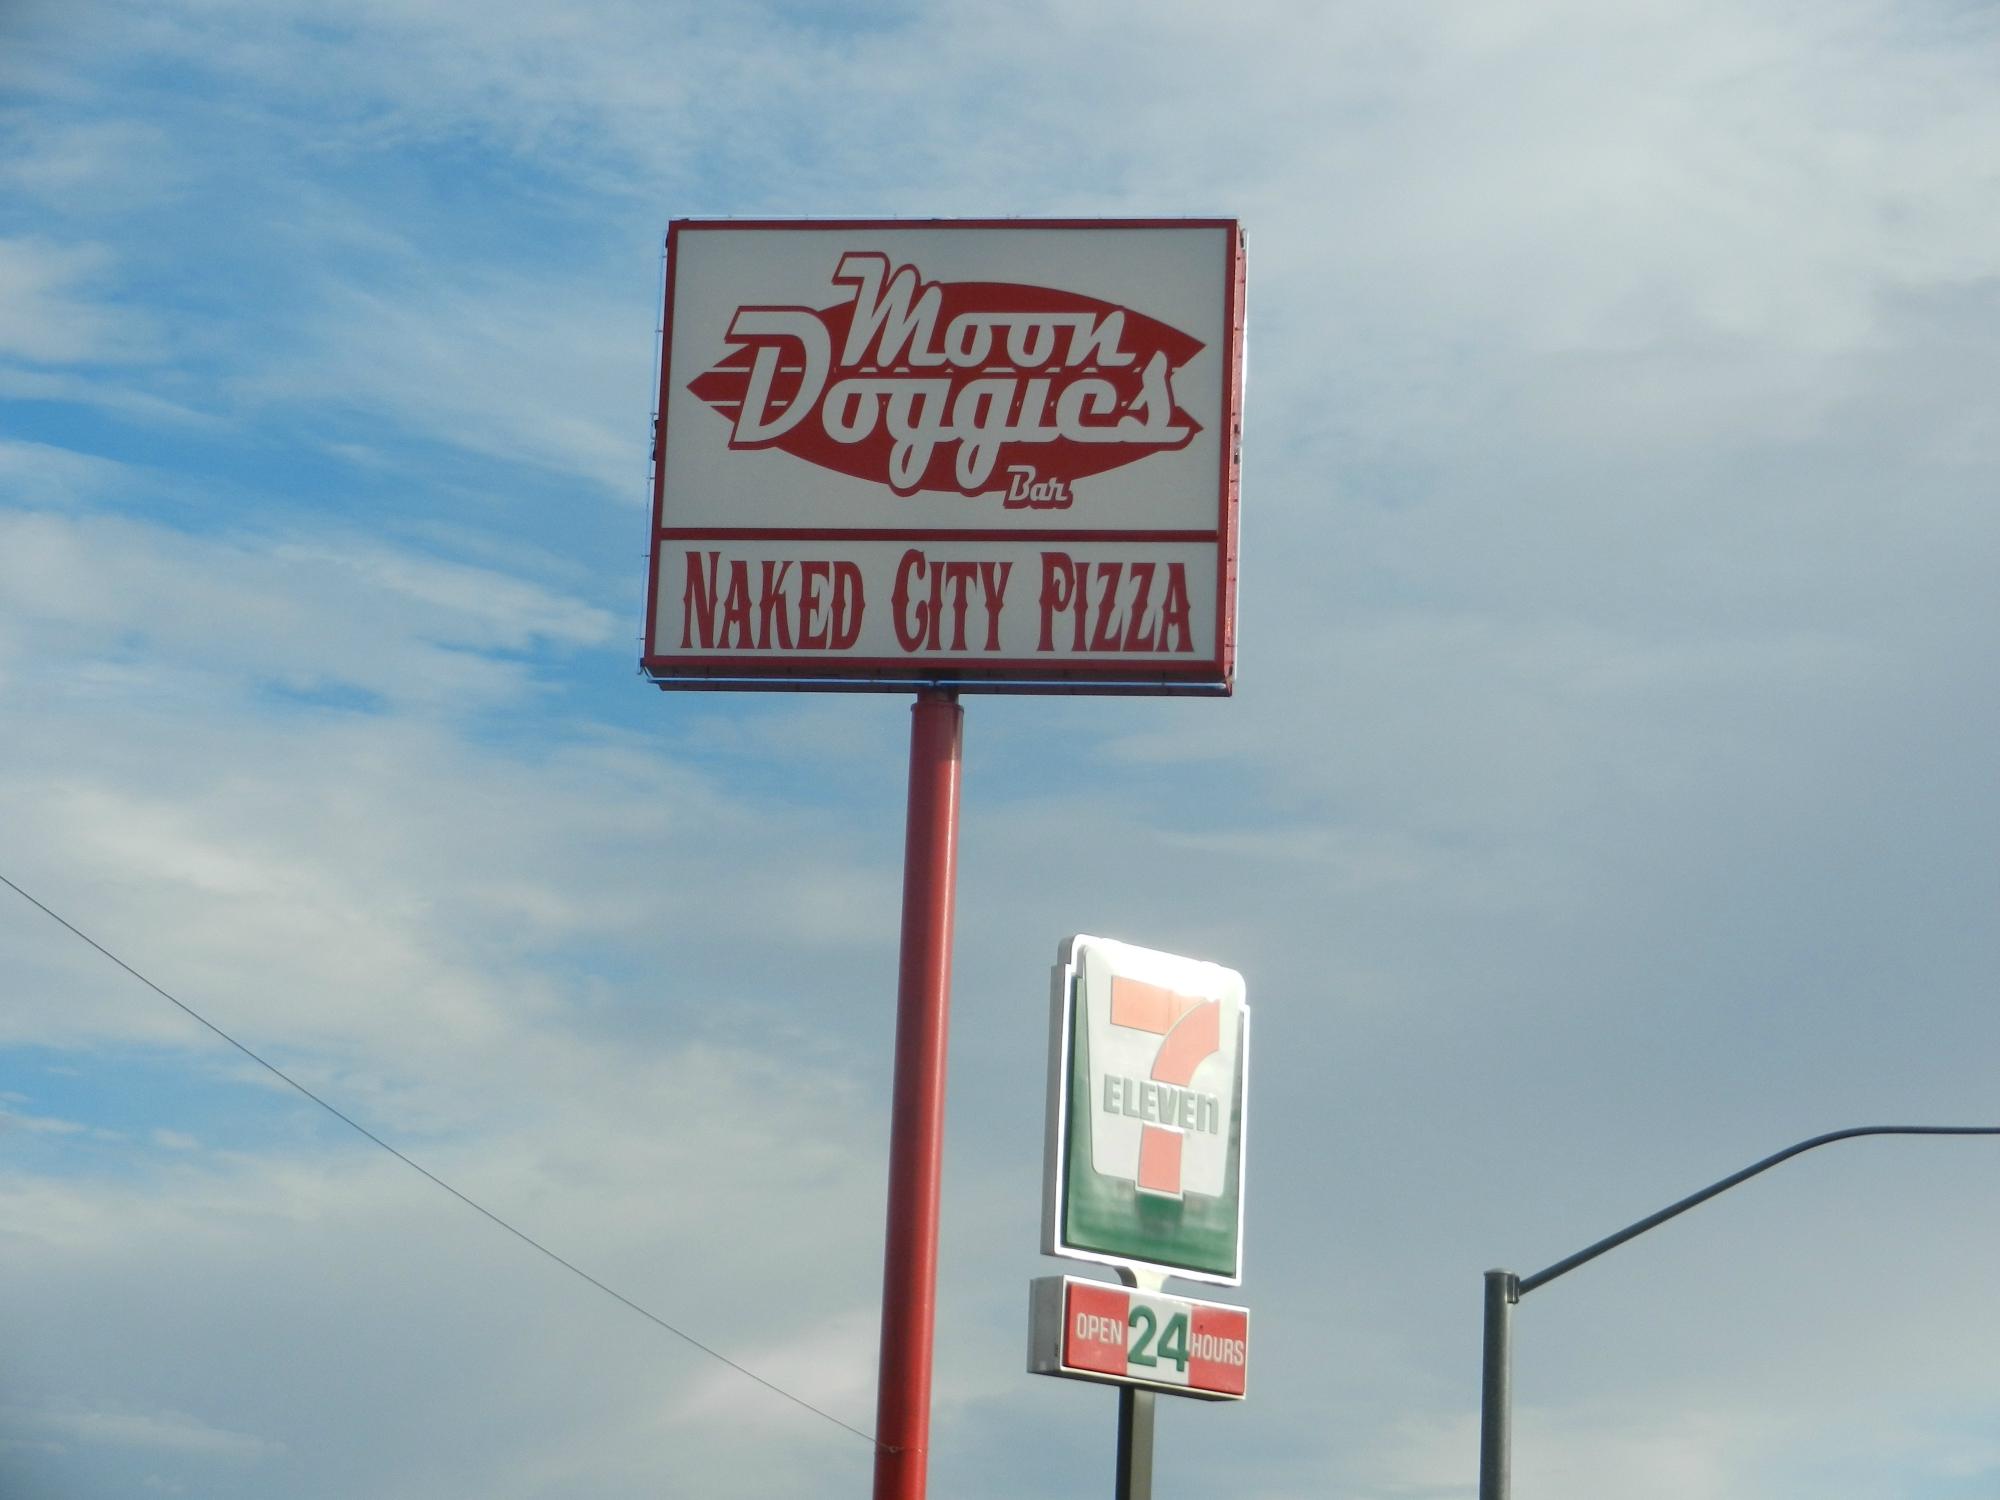 Moon
Doggies
Bar
NAKED CITY PIZZA
7
ELEVEn
OPEN 24 HOURS